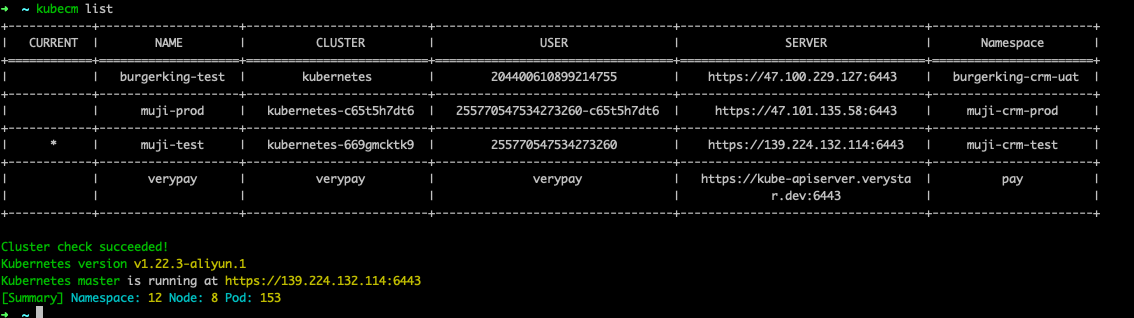 ➜ ~ kubecm list
+------------+-------------------+-----------------------+-------------------------------+-------------------------------+--------------------+
| CURRENT | NAME | CLUSTER | USER | SERVER | Namespace |
+============+===================+=======================+===============================+===============================+====================+
| | burgerking-test | kubernetes | 204400610899214755 | https://47.100.229.127:6443 | burgerking-crm-uat |
+------------+-------------------+-----------------------+-------------------------------+-------------------------------+--------------------+
| | muji-prod | kubernetes-c65t5h7dt6 | 255770547534273260-c65t5h7dt6 | https://47.101.135.58:6443 | muji-crm-prod |
+------------+-------------------+-----------------------+-------------------------------+-------------------------------+--------------------+
| * | muji-test | kubernetes-669gmcktk9 | 255770547534273260 | https://139.224.132.114:6443 | muji-crm-test |
+------------+-------------------+-----------------------+-------------------------------+-------------------------------+--------------------+
| | verypay | verypay | verypay | https://kube-apiserver.verysta | pay |
| | | | | r.dev:6443 | |
+------------+-------------------+-----------------------+-------------------------------+-------------------------------+--------------------+
Cluster check succeeded!
Kubernetes version v1.22.3-aliyun.1
Kubernetes master is running at https://139.224.132.114:6443
[Summary] Namespace: 12 Node: 8 Pod: 153
➜ ~